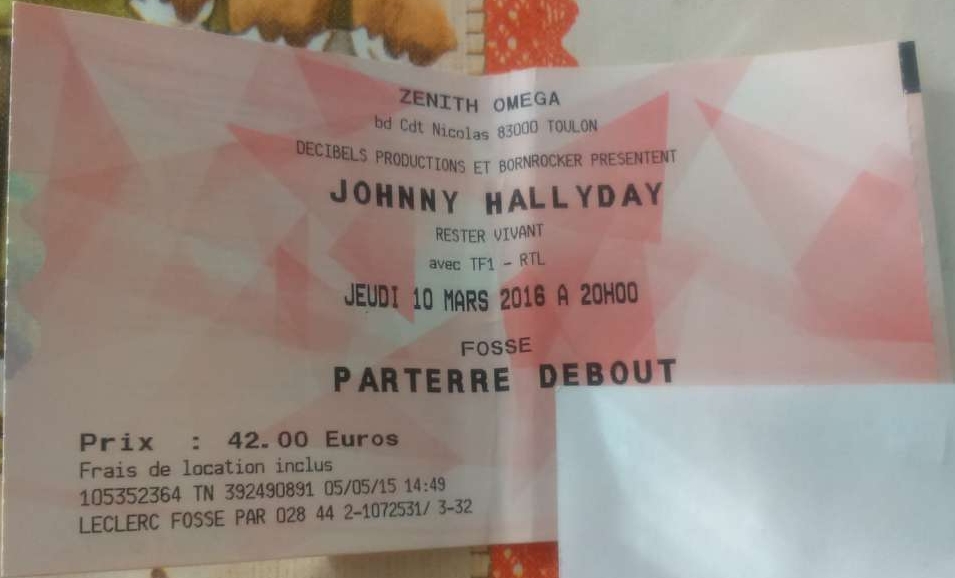 ZENITH OMEGA
bd Cdt Nicolas 83000 TOULON
DECIBELS PRODUCTIONS ET BORNROCKER PRESENTENT
JOHNNY HALLYDAY
RESTER VIVANT
avec TF1 - RTL
JEUDI 10 MARS 2016 A 20H00
FOSSE
PARTERRE DEBOUT
Prix : 42.00 Euros
Frais de location inclus
105352364 TN 392490891 05/05/15 14:49
LECLERC FOSSE PAR 028 44 2-1072531/ 3-32